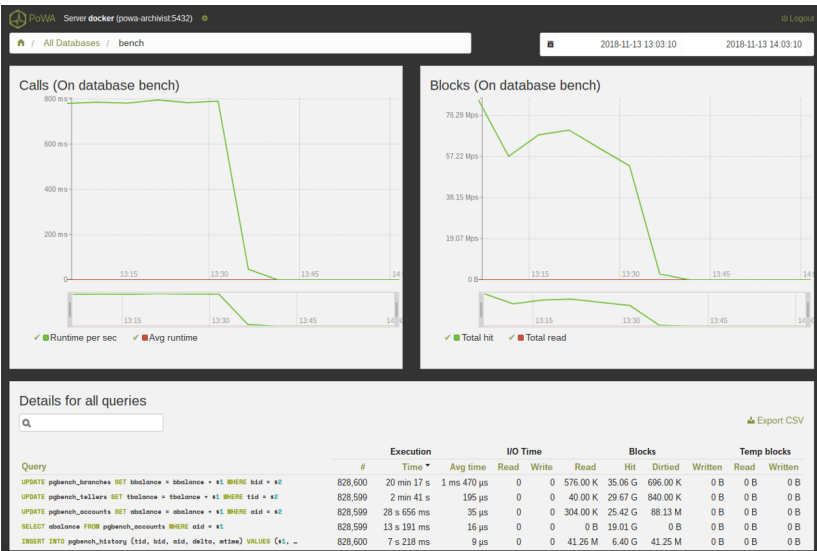 PoWA Server docker (powa-archivist:5432) Logout
/ All Databases / bench 2018-11-13 13:03:10 2018-11-13 14:03:10
Calls (On database bench)
800 ms
600 ms
400 ms
200 ms
0
13:15 13:30 13:45 14:
13:15 13:30 13:45
✓ Runtime per sec ✓ Avg runtime
Blocks (On database bench)
76.29 Mps
57.22 Mps
38.15 Mps
19.07 Mps
0 B
13:15 13:30 13:45 14:
13:15 13:30 13:45
✓ Total hit ✓ Total read
Details for all queries
Export CSV
Execution I/O Time Blocks Temp blocks
Query # Time Avg time Read Write Read Hit Dirtied Written Read Written
UPDATE pgbench_branches SET bbalance = bbalance + $1 WHERE bid = $2 828,600 20 min 17 s 1 ms 470 µs 0 0 576.00 K 35.06 G 696.00 K 0 B 0 B 0 B
UPDATE pgbench_tellers SET tbalance = tbalance + $1 WHERE tid = $2 828,599 2 min 41 s 195 µs 0 0 40.00 K 29.67 G 840.00 K 0 B 0 B 0 B
UPDATE pgbench_accounts SET abalance = abalance + $1 WHERE aid = $2 828,599 28 s 656 ms 35 µs 0 0 304.00 K 25.42 G 88.13 M 0 B 0 B 0 B
SELECT abalance FROM pgbench_accounts WHERE aid = $1 828,599 13 s 191 ms 16 µs 0 0 0 B 19.01 G 0 B 0 B 0 B 0 B
INSERT INTO pgbench_history (tid, bid, aid, delta, mtime) VALUES ($1, … 828,600 7 s 218 ms 9 µs 0 0 41.26 M 6.40 G 41.25 M 0 B 0 B 0 B